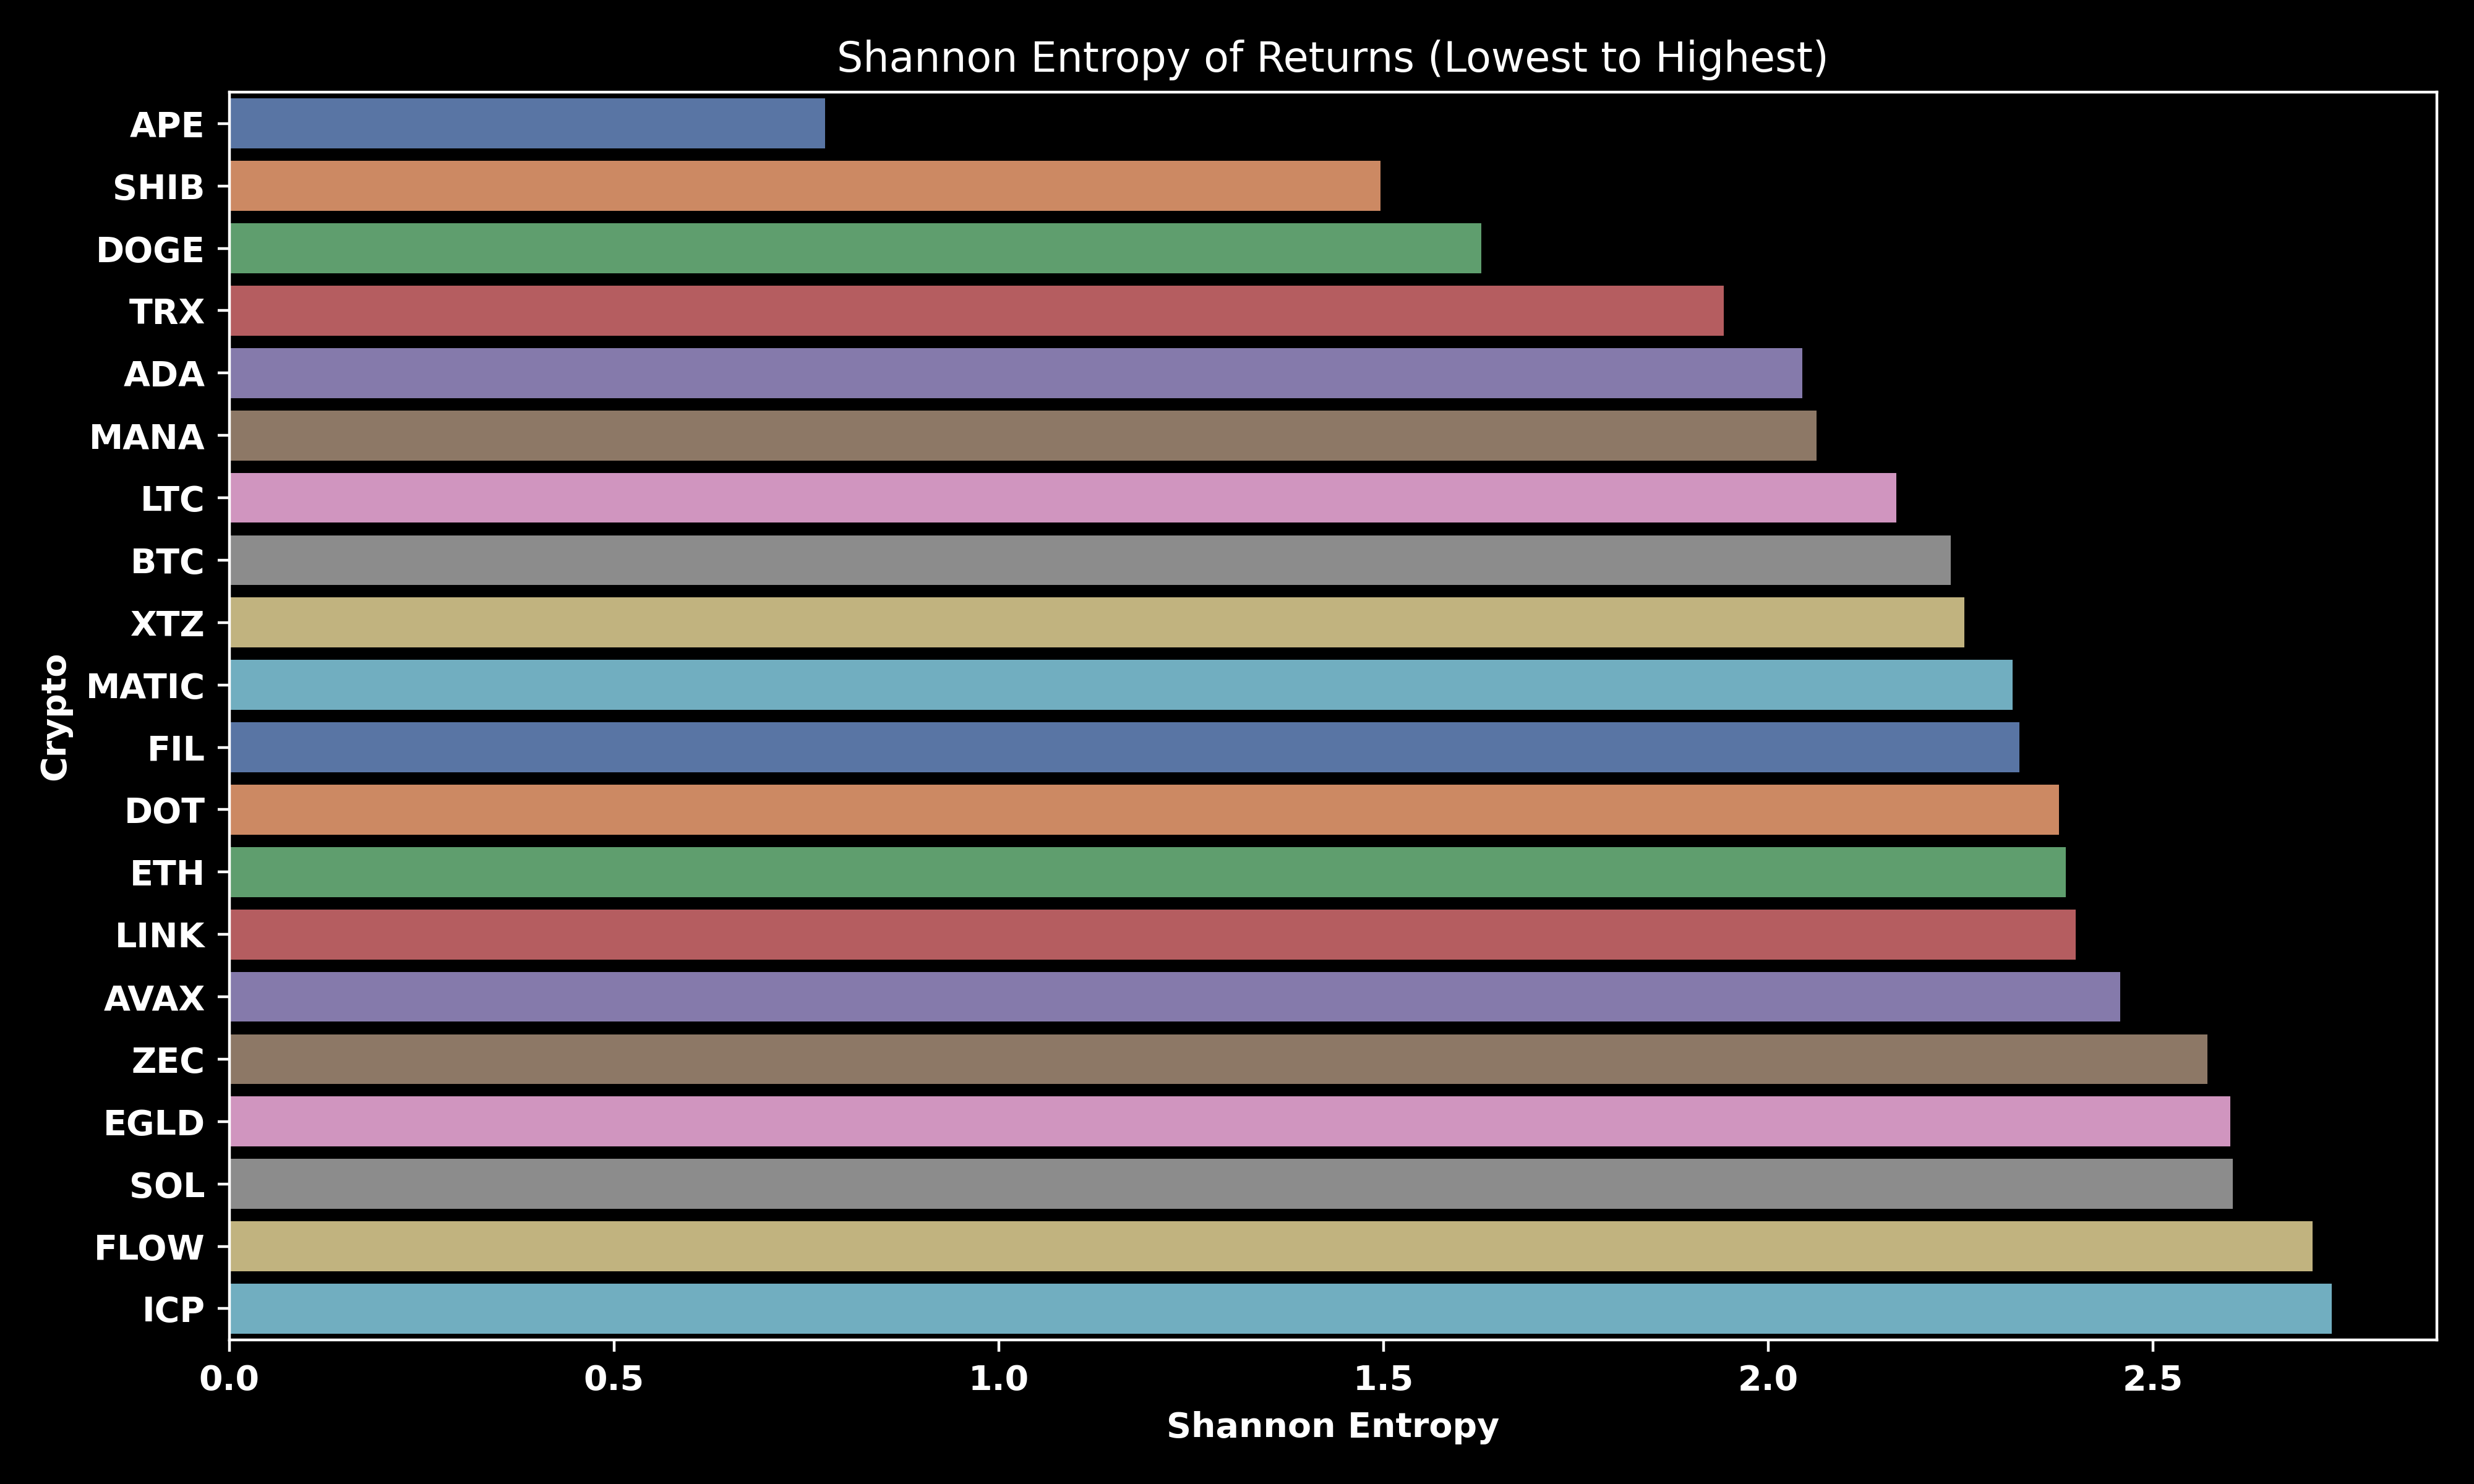 Shannon Entropy of Returns (Lowest to Highest)
APE
SHIB
DOGE
TRX
ADA
MANA
LTC
BTC
XTZ
MATIC
FIL
DOT
ETH
LINK
AVAX
ZEC
EGLD
SOL
FLOW
ICP
Crypto
0.0 0.5 1.0 1.5 2.0 2.5
Shannon Entropy